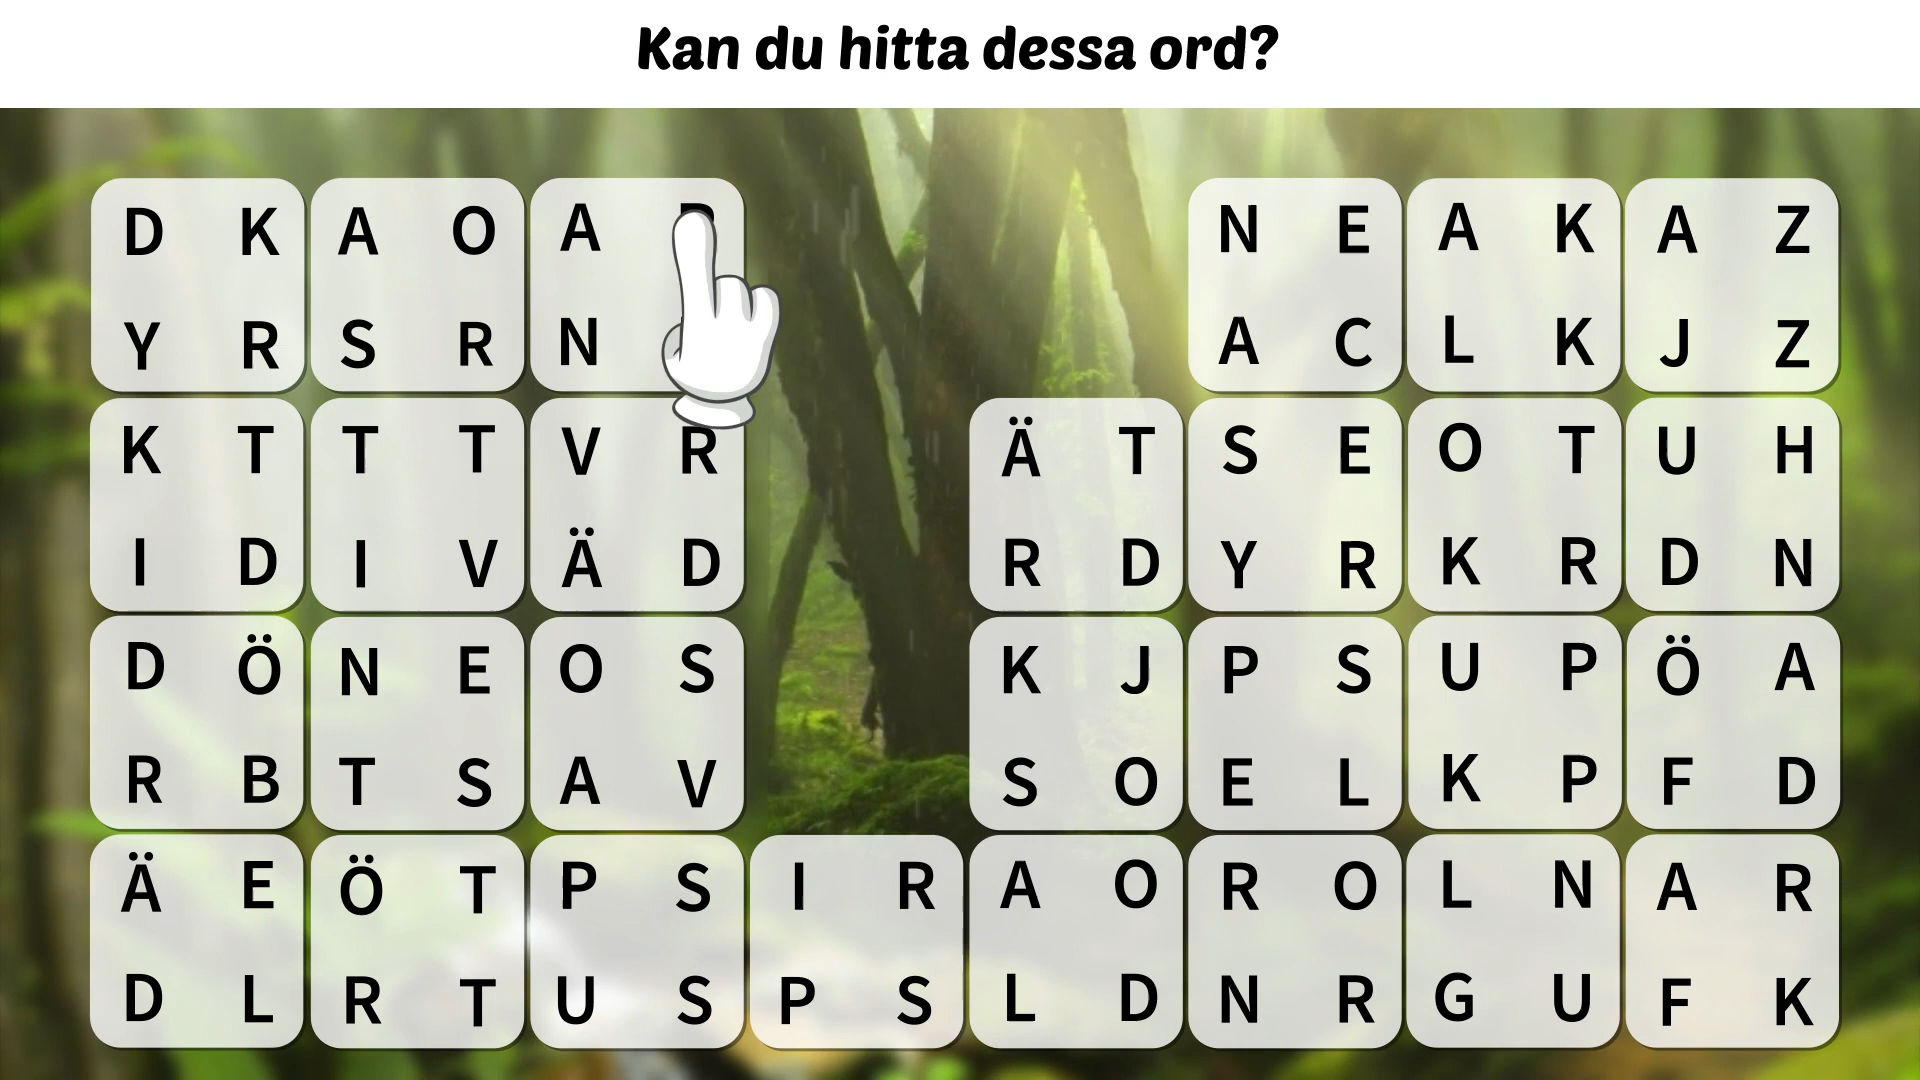 Kan du hitta dessa ord?
D K A O A N E A K A Z
Y R S R N A C L K J Z
K T T T V R Ä T S E O T U H
I D I V Ä D R D Y R K R D N
D Ö N E O S K J P S U P Ö A
R B T S A V S O E L K P F D
Ä E Ö T P S I R A O R O L N A R
D L R T U S P S L D N R G U F K